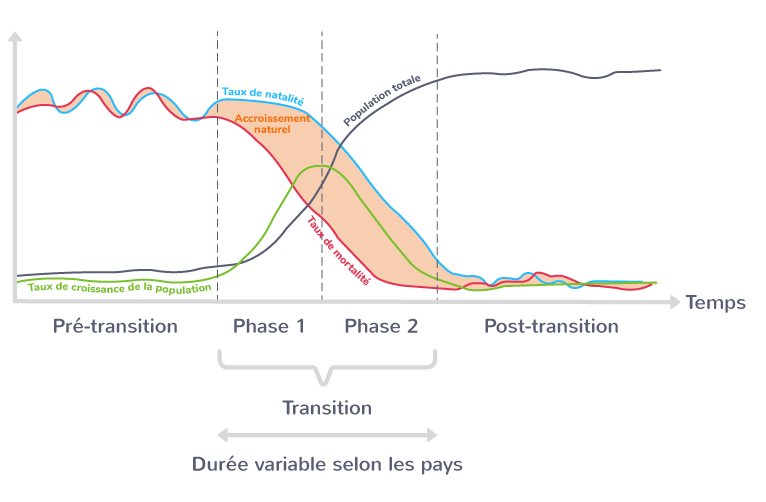 Taux de natalité
Accroissement
naturel
Population totale
Taux de mortalité
Taux de croissance de la population
Temps
Pré-transition
Phase 1
Phase 2
Post-transition
Transition
Durée variable selon les pays